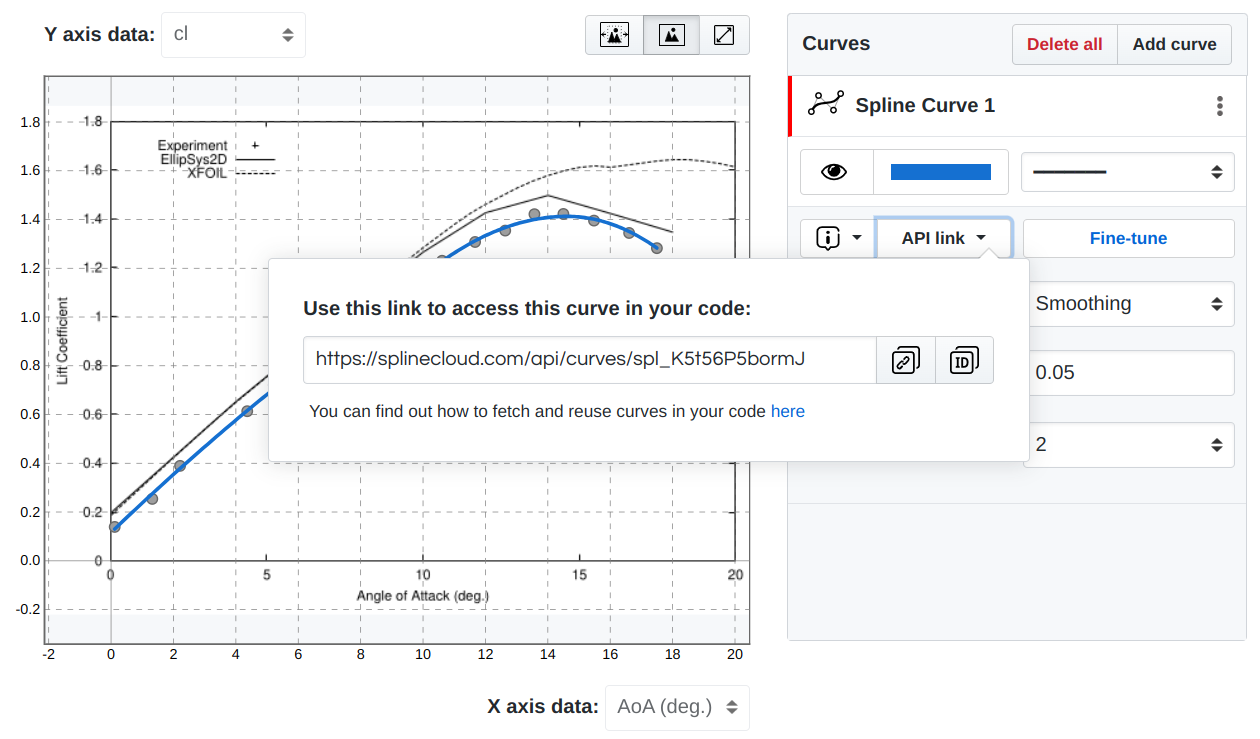 Y axis data: cl
Curves
Delete all
Add curve
Spline Curve 1
API link
Fine-tune
Smoothing
0.05
2
Use this link to access this curve in your code:
https://splinecloud.com/api/curves/spl_K5t56P5bormJ
ID
You can find out how to fetch and reuse curves in your code here
Experiment
EllipSys2D
XFOIL
Lift Coefficient
1.8
1.6
1.4
1.2
1
0.8
0.6
0.4
0.2
0
0 5 10 15 20
Angle of Attack (deg.)
1.8
1.6
1.4
1.2
1.0
0.8
0.6
0.4
0.2
0.0
-0.2
-2 0 2 4 6 8 10 12 14 16 18 20
X axis data: AoA (deg.)